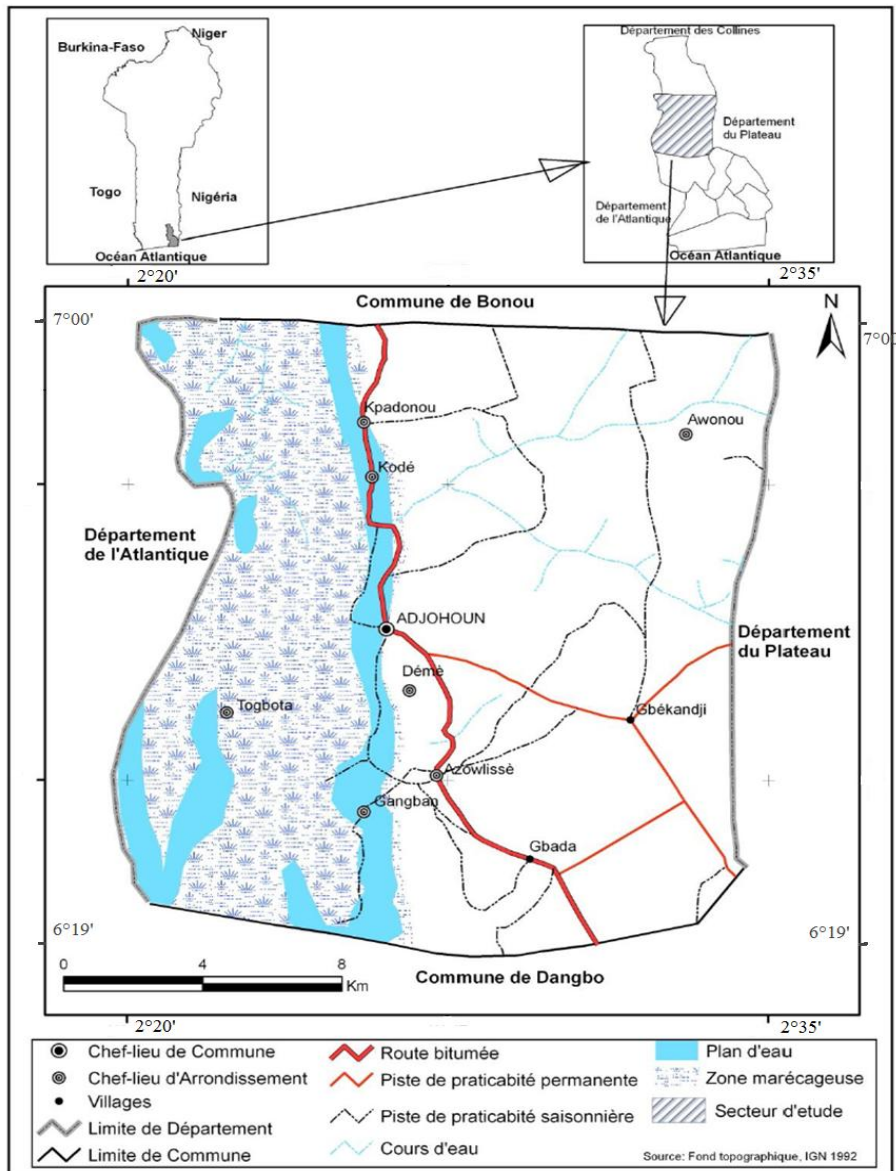 Burkina-Faso
Niger
Togo
Nigéria
Océan Atlantique
Département des Collines
Département
du Plateau
Département
de l'Atlantique
Océan Atlantique
2°20'
2°35'
Commune de Bonou
7°00'
7°00
N
Kpadonou
Awonou
Kodé
Département
de l'Atlantique
ADJOHOUN
Département
du Plateau
Démè
Togbota
Gbékandji
Azowlissè
Gangban
Gbada
6°19'
6°19'
0 4 8
Km
Commune de Dangbo
2°20'
2°35'
Chef-lieu de Commune
Chef-lieu d'Arrondissement
Villages
Limite de Département
Limite de Commune
Route bitumée
Piste de praticabité permanente
Piste de praticabité saisonnière
Cours d'eau
Plan d'eau
Zone marécageuse
Secteur d'etude
Source: Fond topographique, IGN 1992